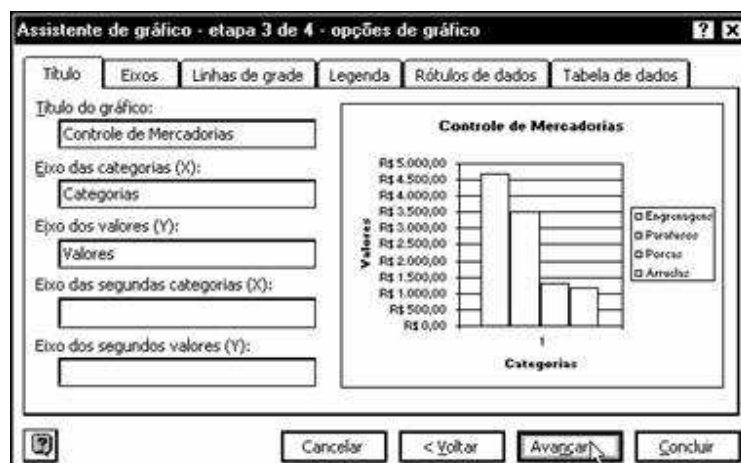 Assistente de gráfico - etapa 3 de 4 - opções de gráfico
Título Eixos Linhas de grade Legenda Rótulos de dados Tabela de dados
Título do gráfico:
Controle de Mercadorias
Eixo das categorias (X):
Categorias
Eixo dos valores (Y):
Valores
Eixo das segundas categorias (X):
Eixo dos segundos valores (Y):
Controle de Mercadorias
R$ 5.000,00
R$ 4.500,00
R$ 4.000,00
R$ 3.500,00
R$ 3.000,00
R$ 2.500,00
R$ 2.000,00
R$ 1.500,00
R$ 1.000,00
R$ 500,00
R$ 0,00
Valores
1
Categorias
Engrenagens
Parafusos
Porcas
Arruelas
Cancelar < Voltar Avançar Concluir